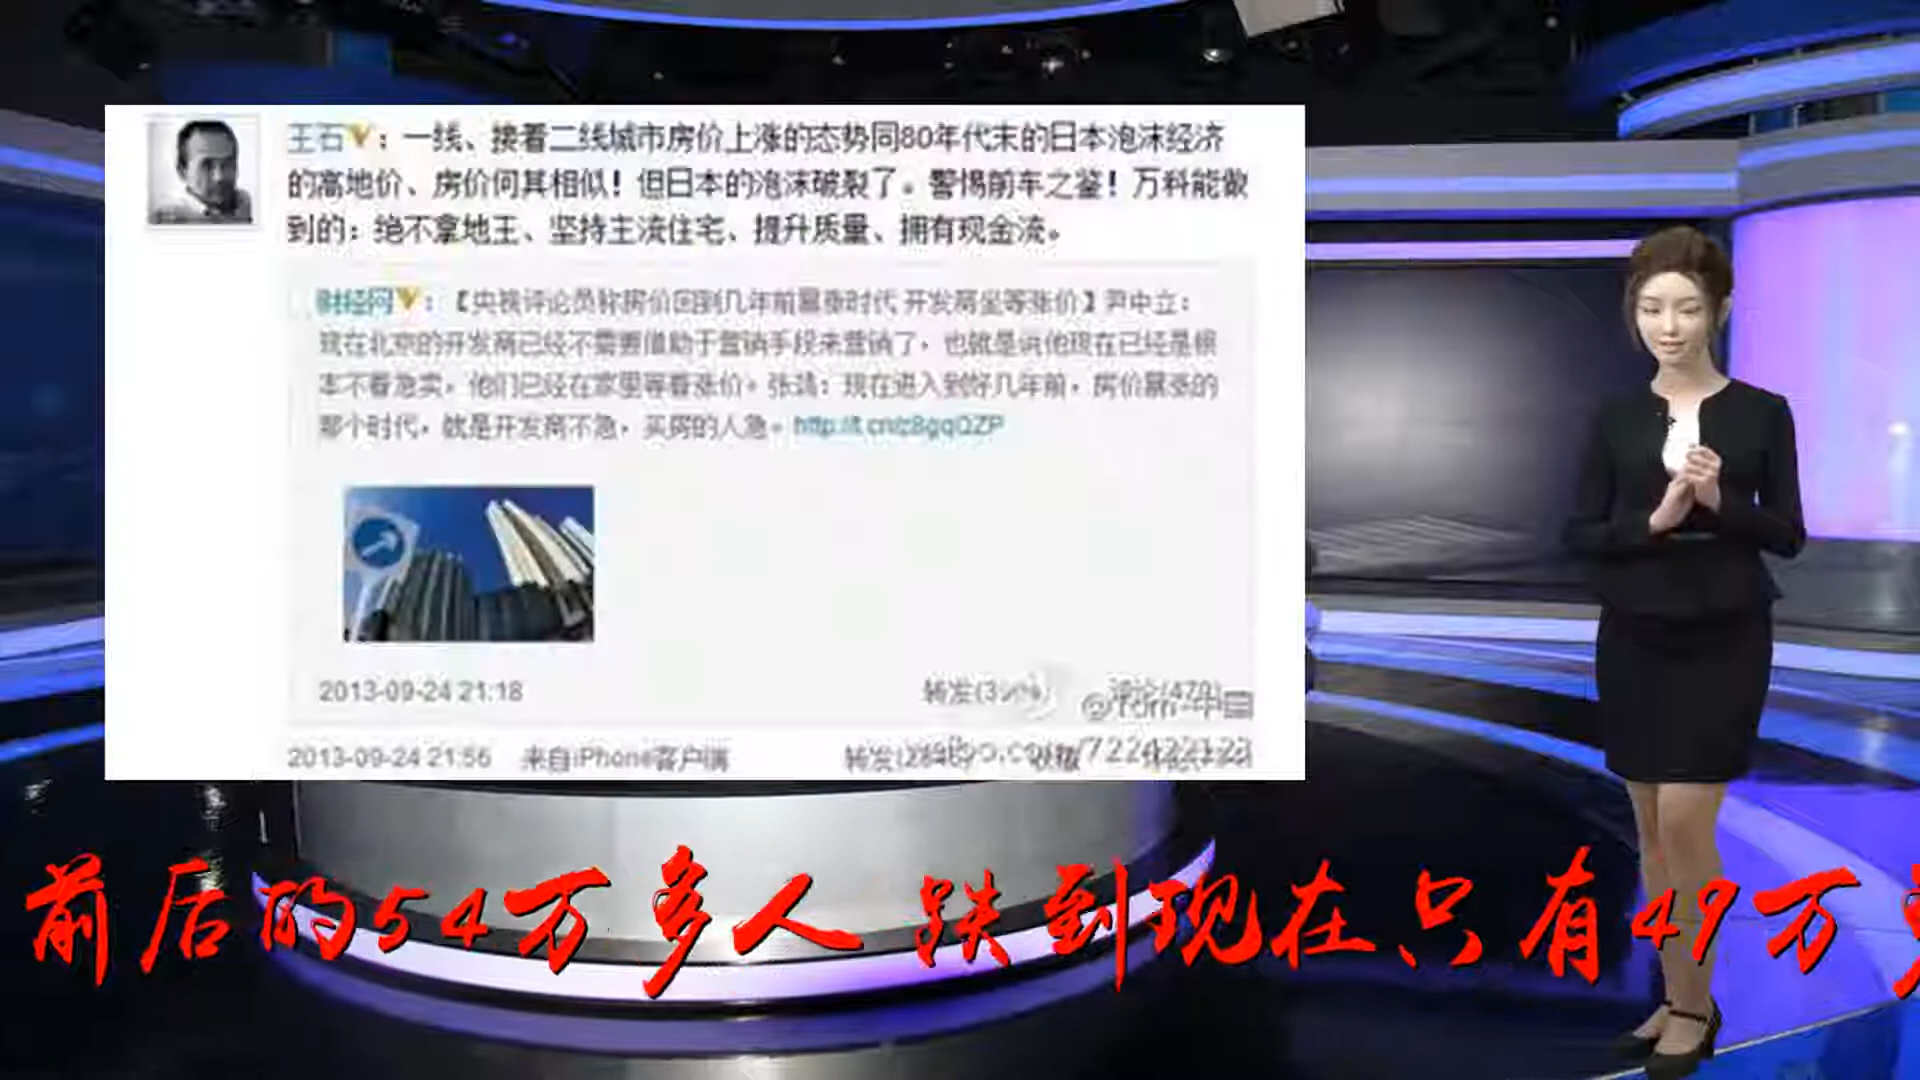 王石V：一线、接着二线城市房价上涨的态势同80年代末的日本泡沫经济
的高地价、房价何其相似！但日本的泡沫破裂了。警惕前车之鉴！万科能做
到的：绝不拿地王、坚持主流住宅、提升质量、拥有现金流。
财经网V：【央视评论员称房价回到几年前暴涨时代 开发商坐等涨价】尹中立：
现在北京的开发商已经不需要借助于营销手段来营销了，也就是说他现在已经是根
本不着急卖，他们已经在家里等着涨价。张鸿：现在进入到好几年前，房价暴涨的
那个时代，就是开发商不急，买房的人急。
2013-09-24 21:18 转发 评论(479)
2013-09-24 21:56 来自iPhone客户端 转发 收藏
前后的54万多人 跌到现在只有49万